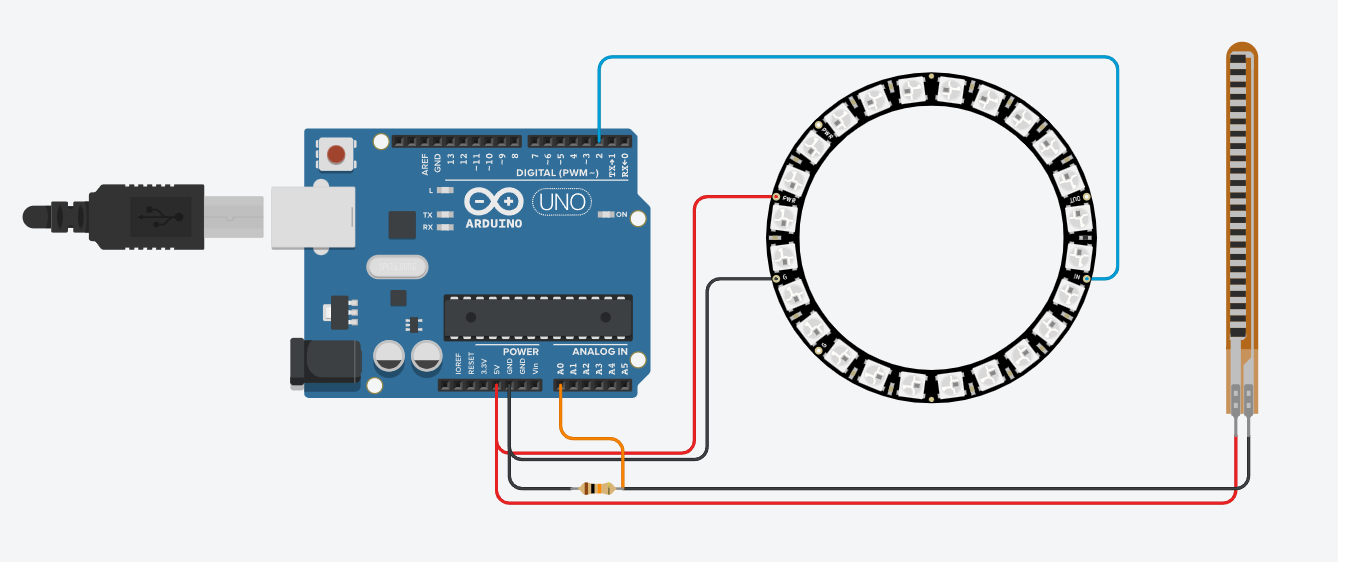 AREF
GND
13
12
~11
~10
~9
8
7
~6
~5
4
~3
2
TX→1
RX←0
DIGITAL (PWM~)
L
TX
RX
ARDUINO
UNO
ON
POWER
ANALOG IN
IOREF
RESET
3.3V
5V
GND
GND
Vin
A0
A1
A2
A3
A4
A5
PWR
PWR
G
G
OUT
IN